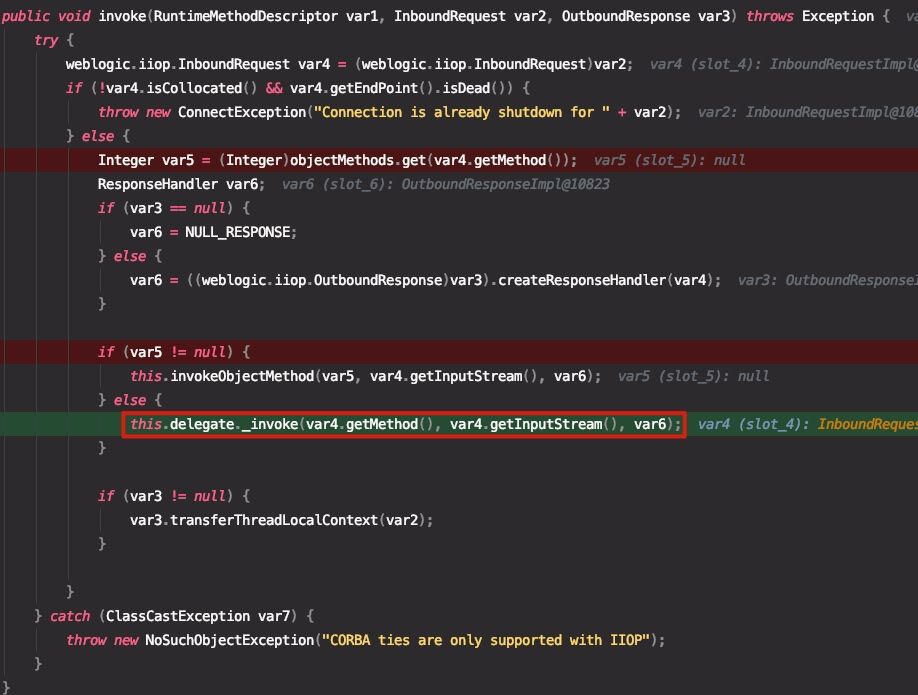 public void invoke(RuntimeMethodDescriptor var1, InboundRequest var2, OutboundResponse var3) throws Exception {
try {
weblogic.iiop.InboundRequest var4 = (weblogic.iiop.InboundRequest)var2; var4 (slot_4): InboundRequestImpl@
if (!var4.isCollocated() && var4.getEndPoint().isDead()) {
throw new ConnectException("Connection is already shutdown for " + var2); var2: InboundRequestImpl@108
} else {
Integer var5 = (Integer)objectMethods.get(var4.getMethod()); var5 (slot_5): null
ResponseHandler var6; var6 (slot_6): OutboundResponseImpl@10823
if (var3 == null) {
var6 = NULL_RESPONSE;
} else {
var6 = ((weblogic.iiop.OutboundResponse)var3).createResponseHandler(var4); var3: OutboundResponseI
}
if (var5 != null) {
this.invokeObjectMethod(var5, var4.getInputStream(), var6); var5 (slot_5): null
} else {
this.delegate._invoke(var4.getMethod(), var4.getInputStream(), var6); var4 (slot_4): InboundReques
}
if (var3 != null) {
var3.transferThreadLocalContext(var2);
}
}
} catch (ClassCastException var7) {
throw new NoSuchObjectException("CORBA ties are only supported with IIOP");
}
}